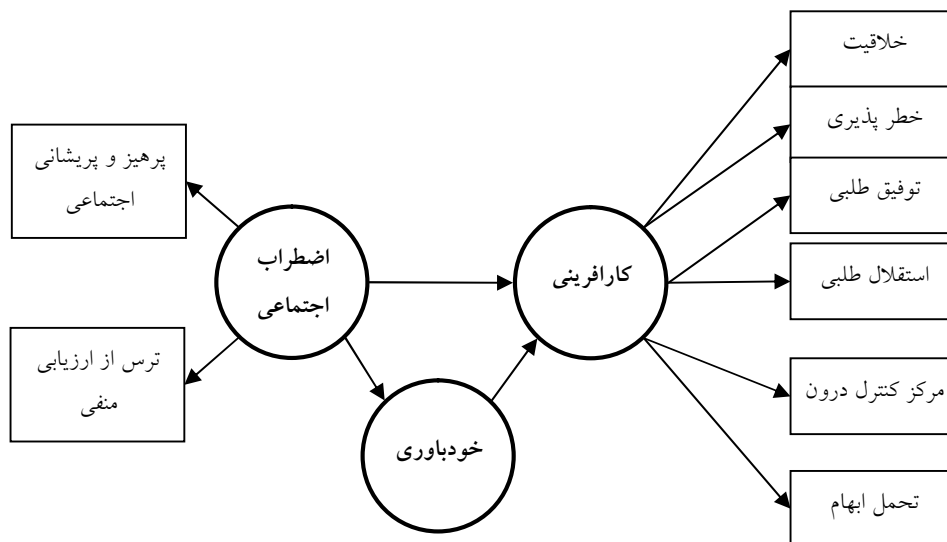 خلاقیت
خطر پذیری
توفیق طلبی
استقلال طلبی
مرکز کنترل درون
تحمل ابهام
کارافرینی
اضطراب
اجتماعی
خودباوری
پرهیز و پریشانی
اجتماعی
ترس از ارزیابی
منفی